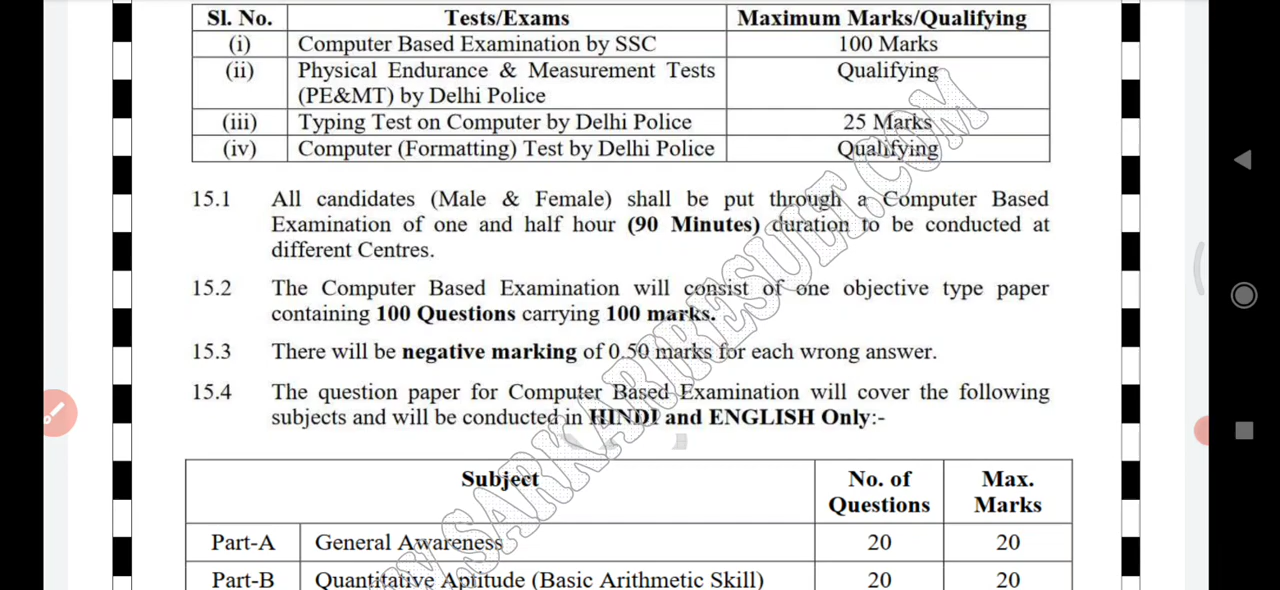 Sl. No. Tests/Exams Maximum Marks/Qualifying
(i) Computer Based Examination by SSC 100 Marks
(ii) Physical Endurance & Measurement Tests Qualifying
(PE&MT) by Delhi Police
(iii) Typing Test on Computer by Delhi Police 25 Marks
(iv) Computer (Formatting) Test by Delhi Police Qualifying
15.1 All candidates (Male & Female) shall be put through a Computer Based
Examination of one and half hour (90 Minutes) duration to be conducted at
different Centres.
15.2 The Computer Based Examination will consist of one objective type paper
containing 100 Questions carrying 100 marks.
15.3 There will be negative marking of 0.50 marks for each wrong answer.
15.4 The question paper for Computer Based Examination will cover the following
subjects and will be conducted in HINDI and ENGLISH Only:-
Subject No. of Max.
Questions Marks
Part-A General Awareness 20 20
Part-B Quantitative Aptitude (Basic Arithmetic Skill) 20 20
W.SARKARIRESULT.COM